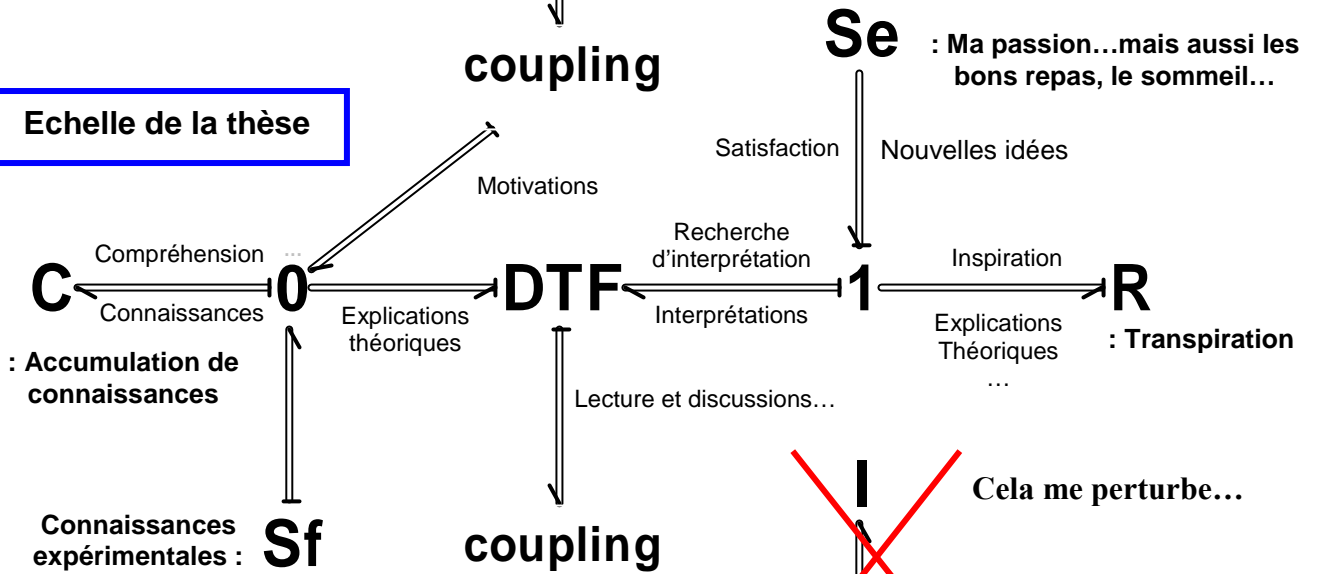 Se
: Ma passion…mais aussi les
bons repas, le sommeil…
coupling
Echelle de la thèse
Satisfaction
Nouvelles idées
Motivations
Recherche
d’interprétation
Compréhension
...
Inspiration
C
0
DTF
1
R
Connaissances
Explications
théoriques
Interprétations
Explications
Théoriques
…
: Transpiration
: Accumulation de
connaissances
Lecture et discussions…
I
Cela me perturbe…
Connaissances
expérimentales :
Sf
coupling